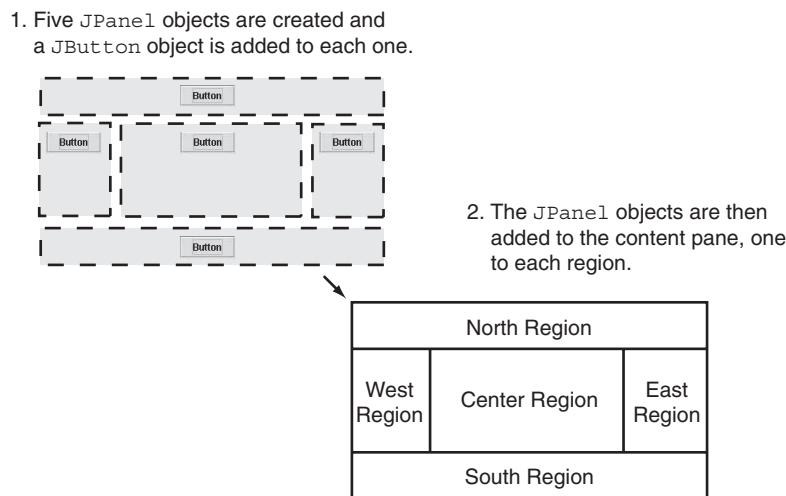 1. Five JPanel objects are created and
a JButton object is added to each one.
Button
Button
Button
Button
Button
2. The JPanel objects are then
added to the content pane, one
to each region.
North Region
West
Region
Center Region
East
Region
South Region